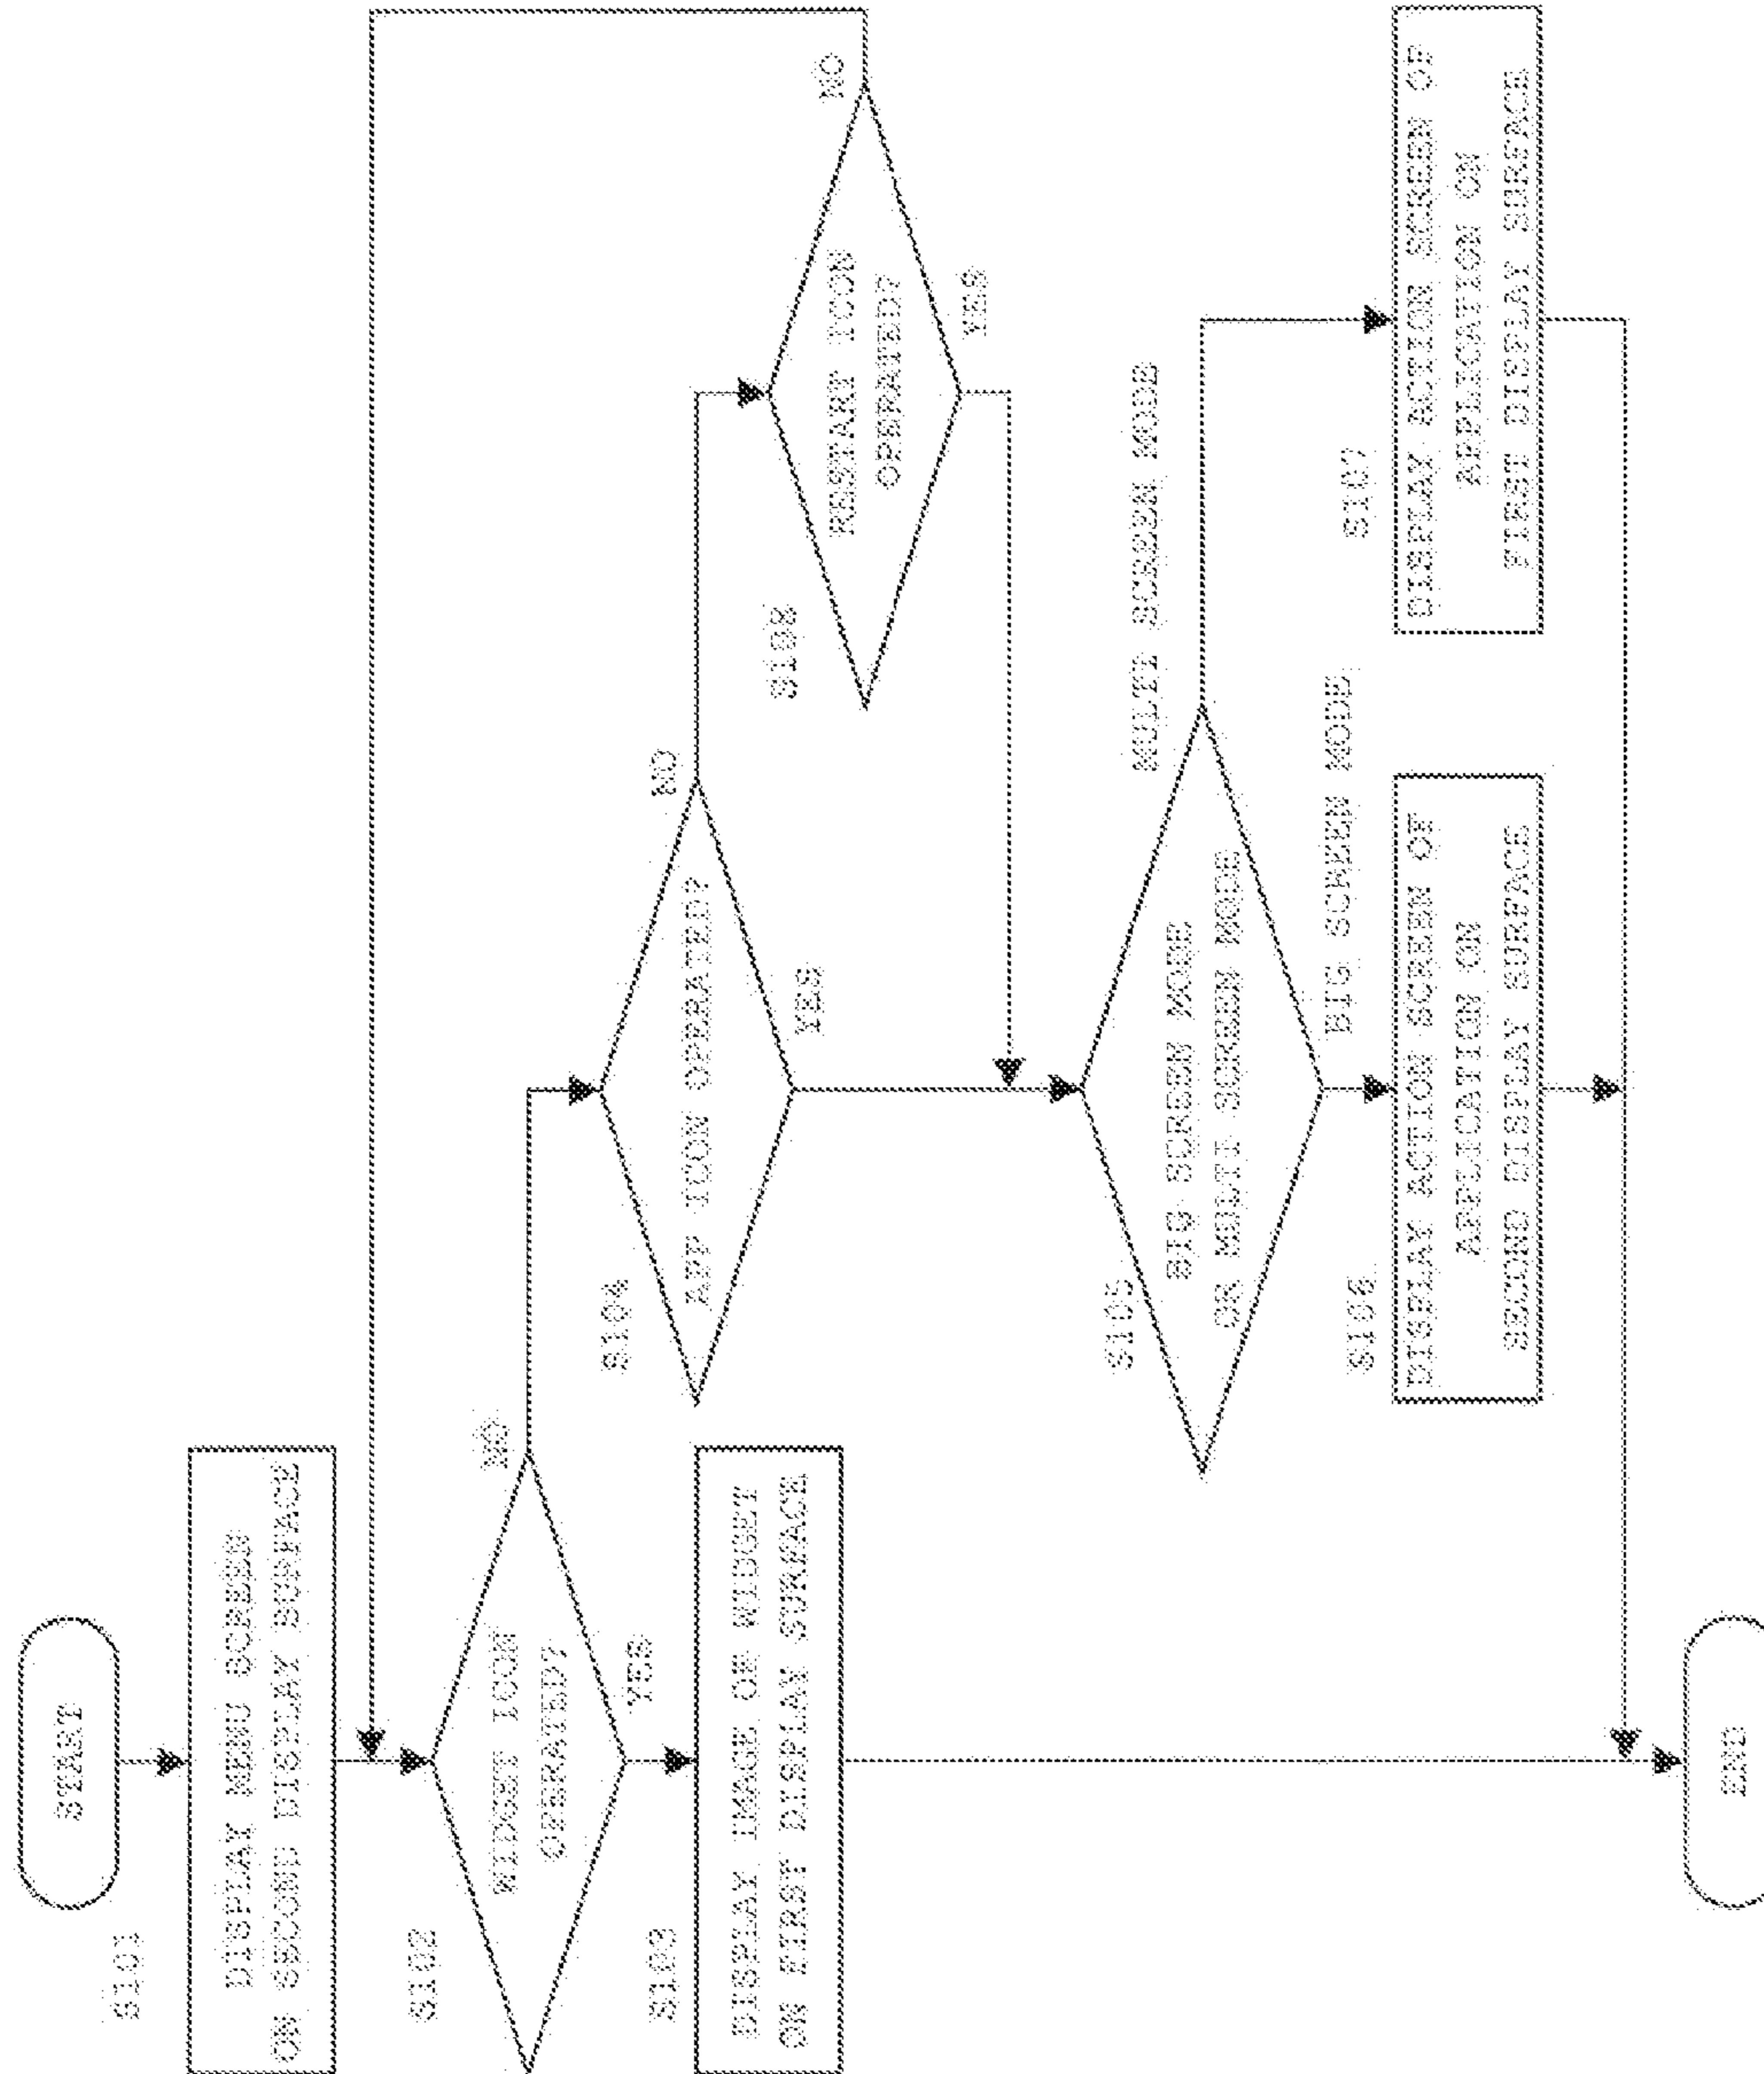 START
S101
DISPLAY MENU SCREEN
ON SECOND DISPLAY SURFACE
S102
WIDGET ICON
OPERATED?
NO
YES
S103
DISPLAY IMAGE OF WIDGET
ON FIRST DISPLAY SURFACE
S104
APP ICON OPERATED?
NO
YES
S108
RESTART ICON
OPERATED?
NO
YES
S105
BIG SCREEN MODE
OR MULTI SCREEN MODE
MULTI SCREEN MODE
BIG SCREEN MODE
S106
DISPLAY ACTION SCREEN OF
APPLICATION ON
SECOND DISPLAY SURFACE
S107
DISPLAY ACTION SCREEN OF
APPLICATION ON
FIRST DISPLAY SURFACE
END